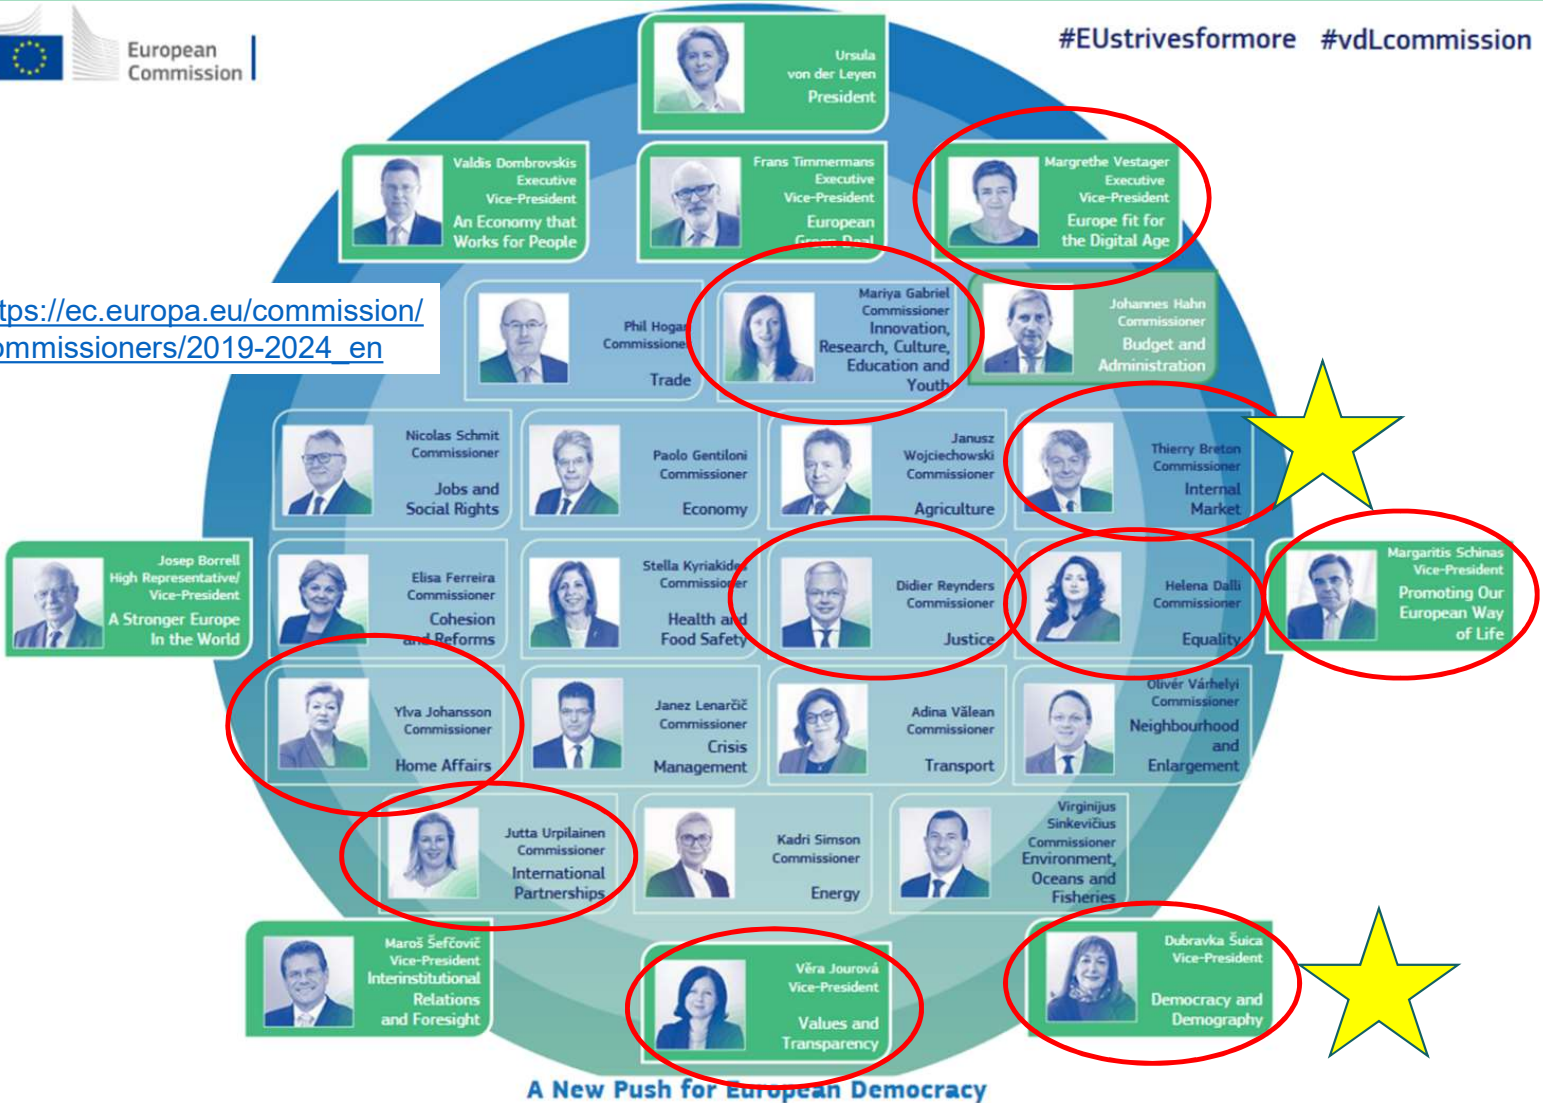 European
Commission
#EUstrivesformore #vdLcommission
Ursula
von der Leyen
President
Valdis Dombrovskis
Executive
Vice-President
An Economy that
Works for People
Frans Timmermans
Executive
Vice-President
European
Green Deal
Margrethe Vestager
Executive
Vice-President
Europe fit for
the Digital Age
tps://ec.europa.eu/commission/
ommissioners/2019-2024_en
Phil Hogan
Commissioner
Trade
Mariya Gabriel
Commissioner
Innovation,
Research, Culture,
Education and
Youth
Johannes Hahn
Commissioner
Budget and
Administration
Nicolas Schmit
Commissioner
Jobs and
Social Rights
Paolo Gentiloni
Commissioner
Economy
Janusz
Wojciechowski
Commissioner
Agriculture
Thierry Breton
Commissioner
Internal
Market
Josep Borrell
High Representative/
Vice-President
A Stronger Europe
In the World
Elisa Ferreira
Commissioner
Cohesion
and Reforms
Stella Kyriakides
Commissioner
Health and
Food Safety
Didier Reynders
Commissioner
Justice
Helena Dalli
Commissioner
Equality
Margaritis Schinas
Vice-President
Promoting Our
European Way
of Life
Ylva Johansson
Commissioner
Home Affairs
Janez Lenarčič
Commissioner
Crisis
Management
Adina Vălean
Commissioner
Transport
Olivér Várhelyi
Commissioner
Neighbourhood
and
Enlargement
Jutta Urpilainen
Commissioner
International
Partnerships
Kadri Simson
Commissioner
Energy
Virginijus
Sinkevičius
Commissioner
Environment,
Oceans and
Fisheries
Maroš Šefčovič
Vice-President
Interinstitutional
Relations
and Foresight
Věra Jourová
Vice-President
Values and
Transparency
Dubravka Šuica
Vice-President
Democracy and
Demography
A New Push for European Democracy